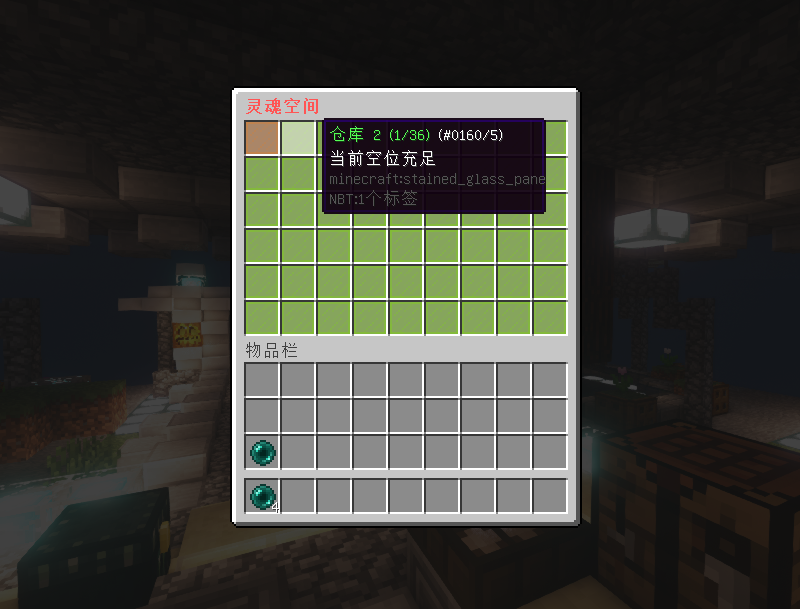 灵魂空间
仓库 2 (1/36) (#0160/5)
当前空位充足
minecraft:stained_glass_pane
NBT:1个标签
物品栏
4